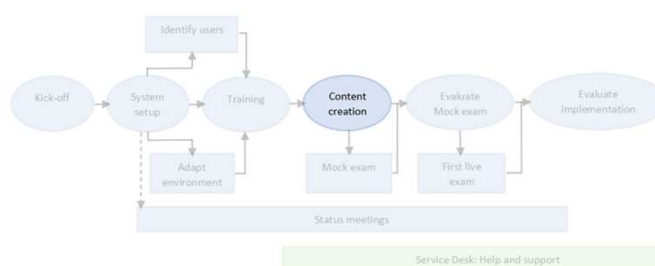 Identify users
Kick-off
System
setup
Training
Content
creation
Evaluate
Mock exam
Evaluate
implementation
Adapt
environment
Mock exam
First live
exam
Status meetings
Service Desk: Help and support